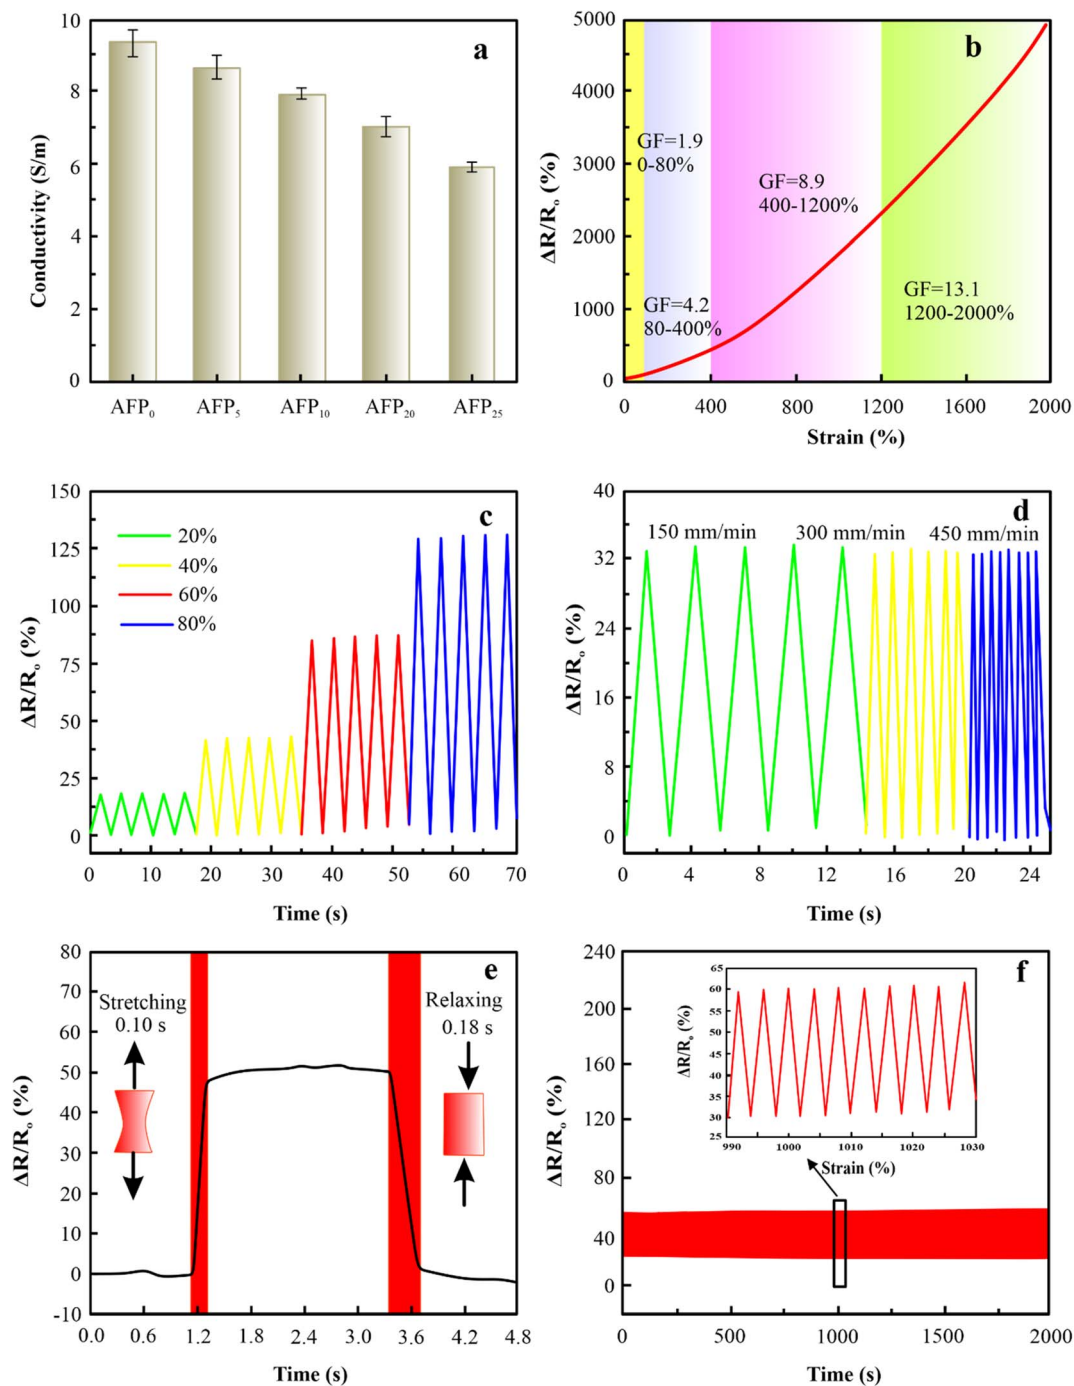 a
Conductivity (S/m)
10
8
6
4
2
0
AFP₀ AFP₅ AFP₁₀ AFP₂₀ AFP₂₅
b
ΔR/Rₒ (%)
5000
4000
3000
2000
1000
0
GF=1.9
0-80%
GF=8.9
400-1200%
GF=4.2
80-400%
GF=13.1
1200-2000%
0 400 800 1200 1600 2000
Strain (%)
c
ΔR/Rₒ (%)
150
125
100
75
50
25
0
20%
40%
60%
80%
0 10 20 30 40 50 60 70
Time (s)
d
ΔR/Rₒ (%)
40
32
24
16
8
0
150 mm/min 300 mm/min 450 mm/min
0 4 8 12 16 20 24
Time (s)
e
ΔR/Rₒ (%)
80
70
60
50
40
30
20
10
0
-10
Stretching
0.10 s
Relaxing
0.18 s
0.0 0.6 1.2 1.8 2.4 3.0 3.6 4.2 4.8
Time (s)
f
ΔR/Rₒ (%)
240
200
160
120
80
40
0
ΔR/Rₒ (%)
65
60
55
50
45
40
35
30
25
990 1000 1010 1020 1030
Strain (%)
0 500 1000 1500 2000
Time (s)